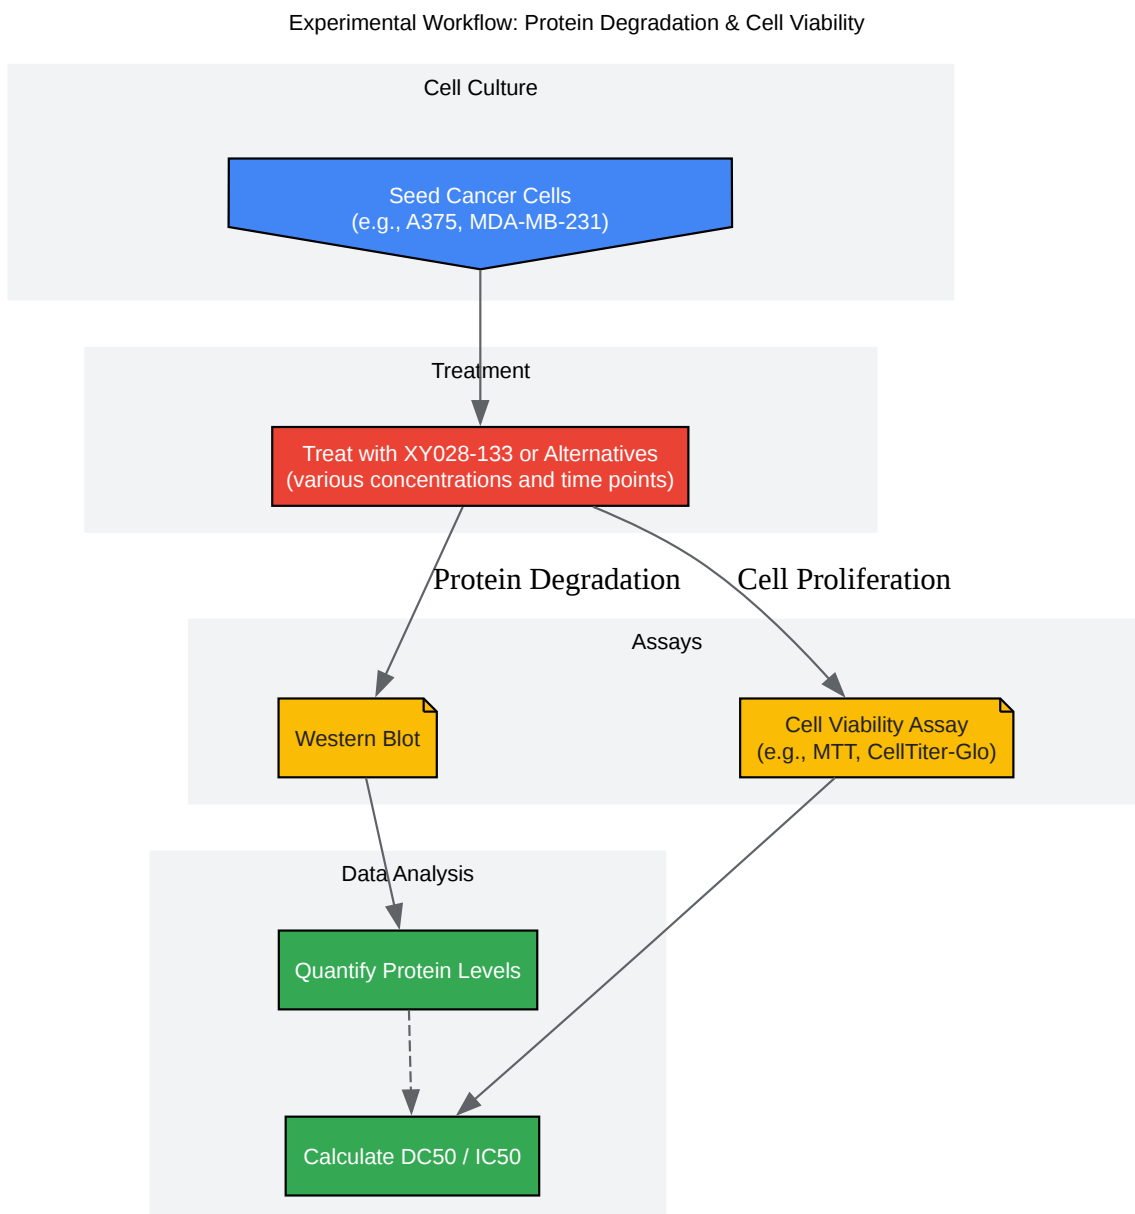 Experimental Workflow: Protein Degradation & Cell Viability
Cell Culture
Seed Cancer Cells
(e.g., A375, MDA-MB-231)
Treatment
Treat with XY028-133 or Alternatives
(various concentrations and time points)
Protein Degradation
Cell Proliferation
Assays
Western Blot
Cell Viability Assay
(e.g., MTT, CellTiter-Glo)
Data Analysis
Quantify Protein Levels
Calculate DC50 / IC50